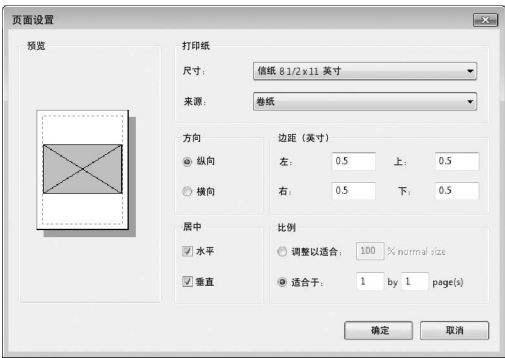 页面设置
预览
打印纸
尺寸：
信纸 8 1/2 x 11 英寸
来源：
卷纸
方向
纵向
横向
边距（英寸）
左： 0.5 上： 0.5
右： 0.5 下： 0.5
居中
水平
垂直
比例
调整以适合： 100 % normal size
适合于： 1 by 1 page(s)
确定 取消